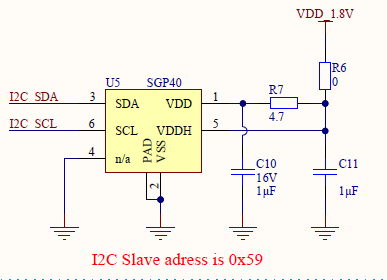 VDD_1.8V
R6
0
U5 SGP40
I2C_SDA 3 SDA VDD 1 R7
4.7
I2C_SCL 6 SCL VDDH 5
4 n/a PAD VSS
2
C10
16V
1µF
C11
1µF
I2C Slave adress is 0x59